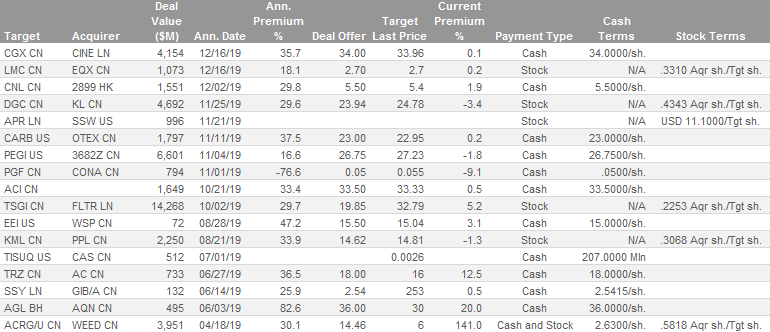 Deal Ann. Target Current
Value Premium Premium Cash
Target Acquirer ($M) Ann. Date % Deal Offer Last Price % Payment Type Terms Stock Terms
CGX CN CINE LN 4,154 12/16/19 35.7 34.00 33.96 0.1 Cash 34.0000/sh.
LMC CN EQX CN 1,073 12/16/19 18.1 2.70 2.7 0.2 Stock N/A .3310 Aqr sh./Tgt sh.
CNL CN 2899 HK 1,551 12/02/19 29.8 5.50 5.4 1.9 Cash 5.5000/sh.
DGC CN KL CN 4,692 11/25/19 29.6 23.94 24.78 -3.4 Stock N/A .4343 Aqr sh./Tgt sh.
APR LN SSW US 996 11/21/19 Stock N/A USD 11.1000/Tgt sh.
CARB US OTEX CN 1,797 11/11/19 37.5 23.00 22.95 0.2 Cash 23.0000/sh.
PEGI US 3682Z CN 6,601 11/04/19 16.6 26.75 27.23 -1.8 Cash 26.7500/sh.
PGF CN CONA CN 794 11/01/19 -76.6 0.05 0.055 -9.1 Cash .0500/sh.
ACI CN 1,649 10/21/19 33.4 33.50 33.33 0.5 Cash 33.5000/sh.
TSGI CN FLTR LN 14,268 10/02/19 29.7 19.85 32.79 5.2 Stock N/A .2253 Aqr sh./Tgt sh.
EEI US WSP CN 72 08/28/19 47.2 15.50 15.04 3.1 Cash 15.0000/sh.
KML CN PPL CN 2,250 08/21/19 33.9 14.62 14.81 -1.3 Stock N/A .3068 Aqr sh./Tgt sh.
TISUQ US CAS CN 512 07/01/19 0.0026 Cash 207.0000 Mln
TRZ CN AC CN 733 06/27/19 36.5 18.00 16 12.5 Cash 18.0000/sh.
SSY LN GIB/A CN 132 06/14/19 25.9 2.54 253 0.5 Cash 2.5415/sh.
AGL BH AQN CN 495 06/03/19 82.6 36.00 30 20.0 Cash 36.0000/sh.
ACRG/U CN WEED CN 3,951 04/18/19 30.1 14.46 6 141.0 Cash and Stock 2.6300/sh. .5818 Aqr sh./Tgt sh.